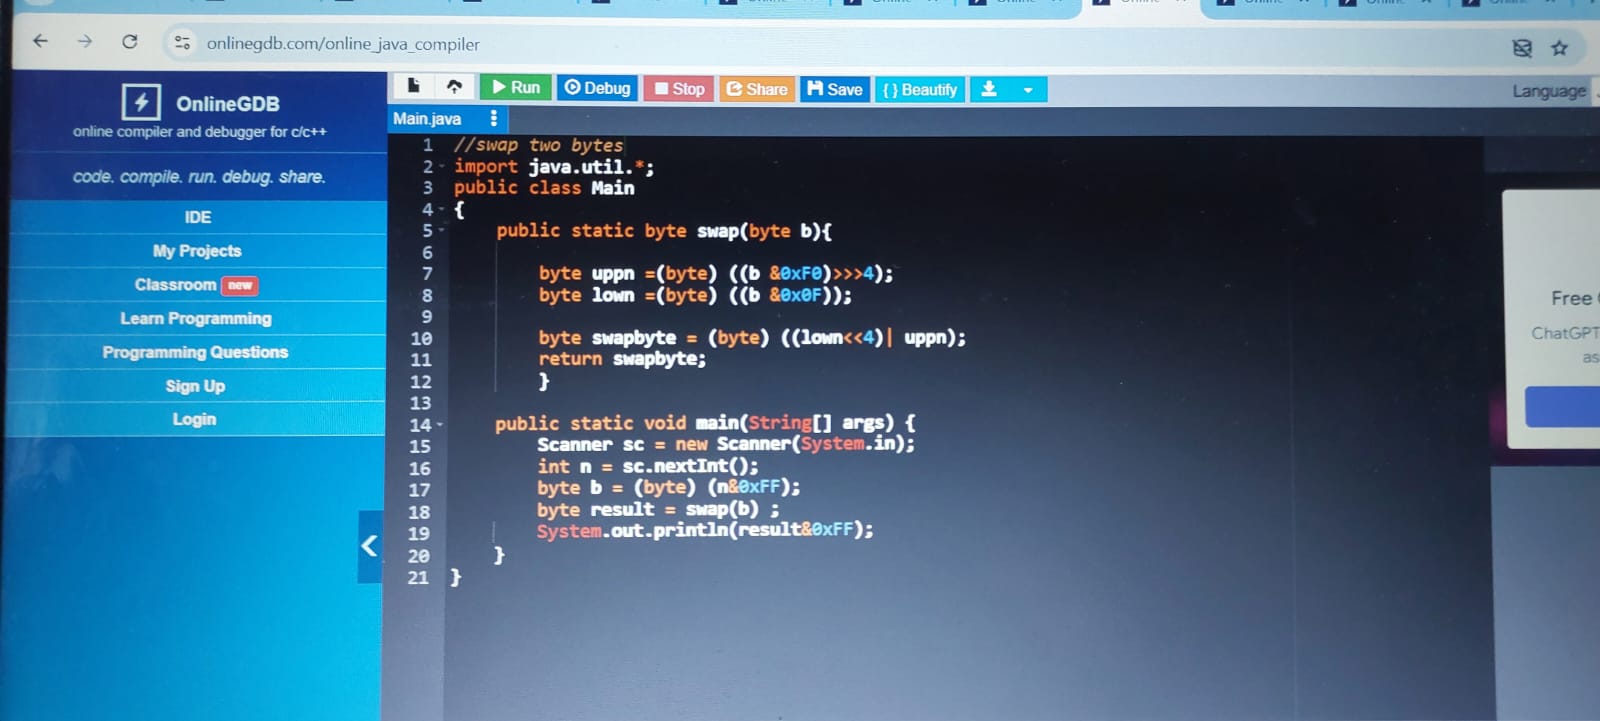 onlinegdb.com/online_java_compiler
OnlineGDB
online compiler and debugger for c/c++
code. compile. run. debug. share.
IDE
My Projects
Classroom new
Learn Programming
Programming Questions
Sign Up
Login
Run Debug Stop Share Save { } Beautify
Language
Main.java
1 //swap two bytes
2 import java.util.*;
3 public class Main
4 {
5 public static byte swap(byte b){
6
7 byte uppn =(byte) ((b &0xF0)>>>4);
8 byte lown =(byte) ((b &0x0F));
9
10 byte swapbyte = (byte) ((lown<<4)| uppn);
11 return swapbyte;
12 }
13
14 public static void main(String[] args) {
15 Scanner sc = new Scanner(System.in);
16 int n = sc.nextInt();
17 byte b = (byte) (n&0xFF);
18 byte result = swap(b) ;
19 System.out.println(result&0xFF);
20 }
21 }
Free
ChatGPT
as